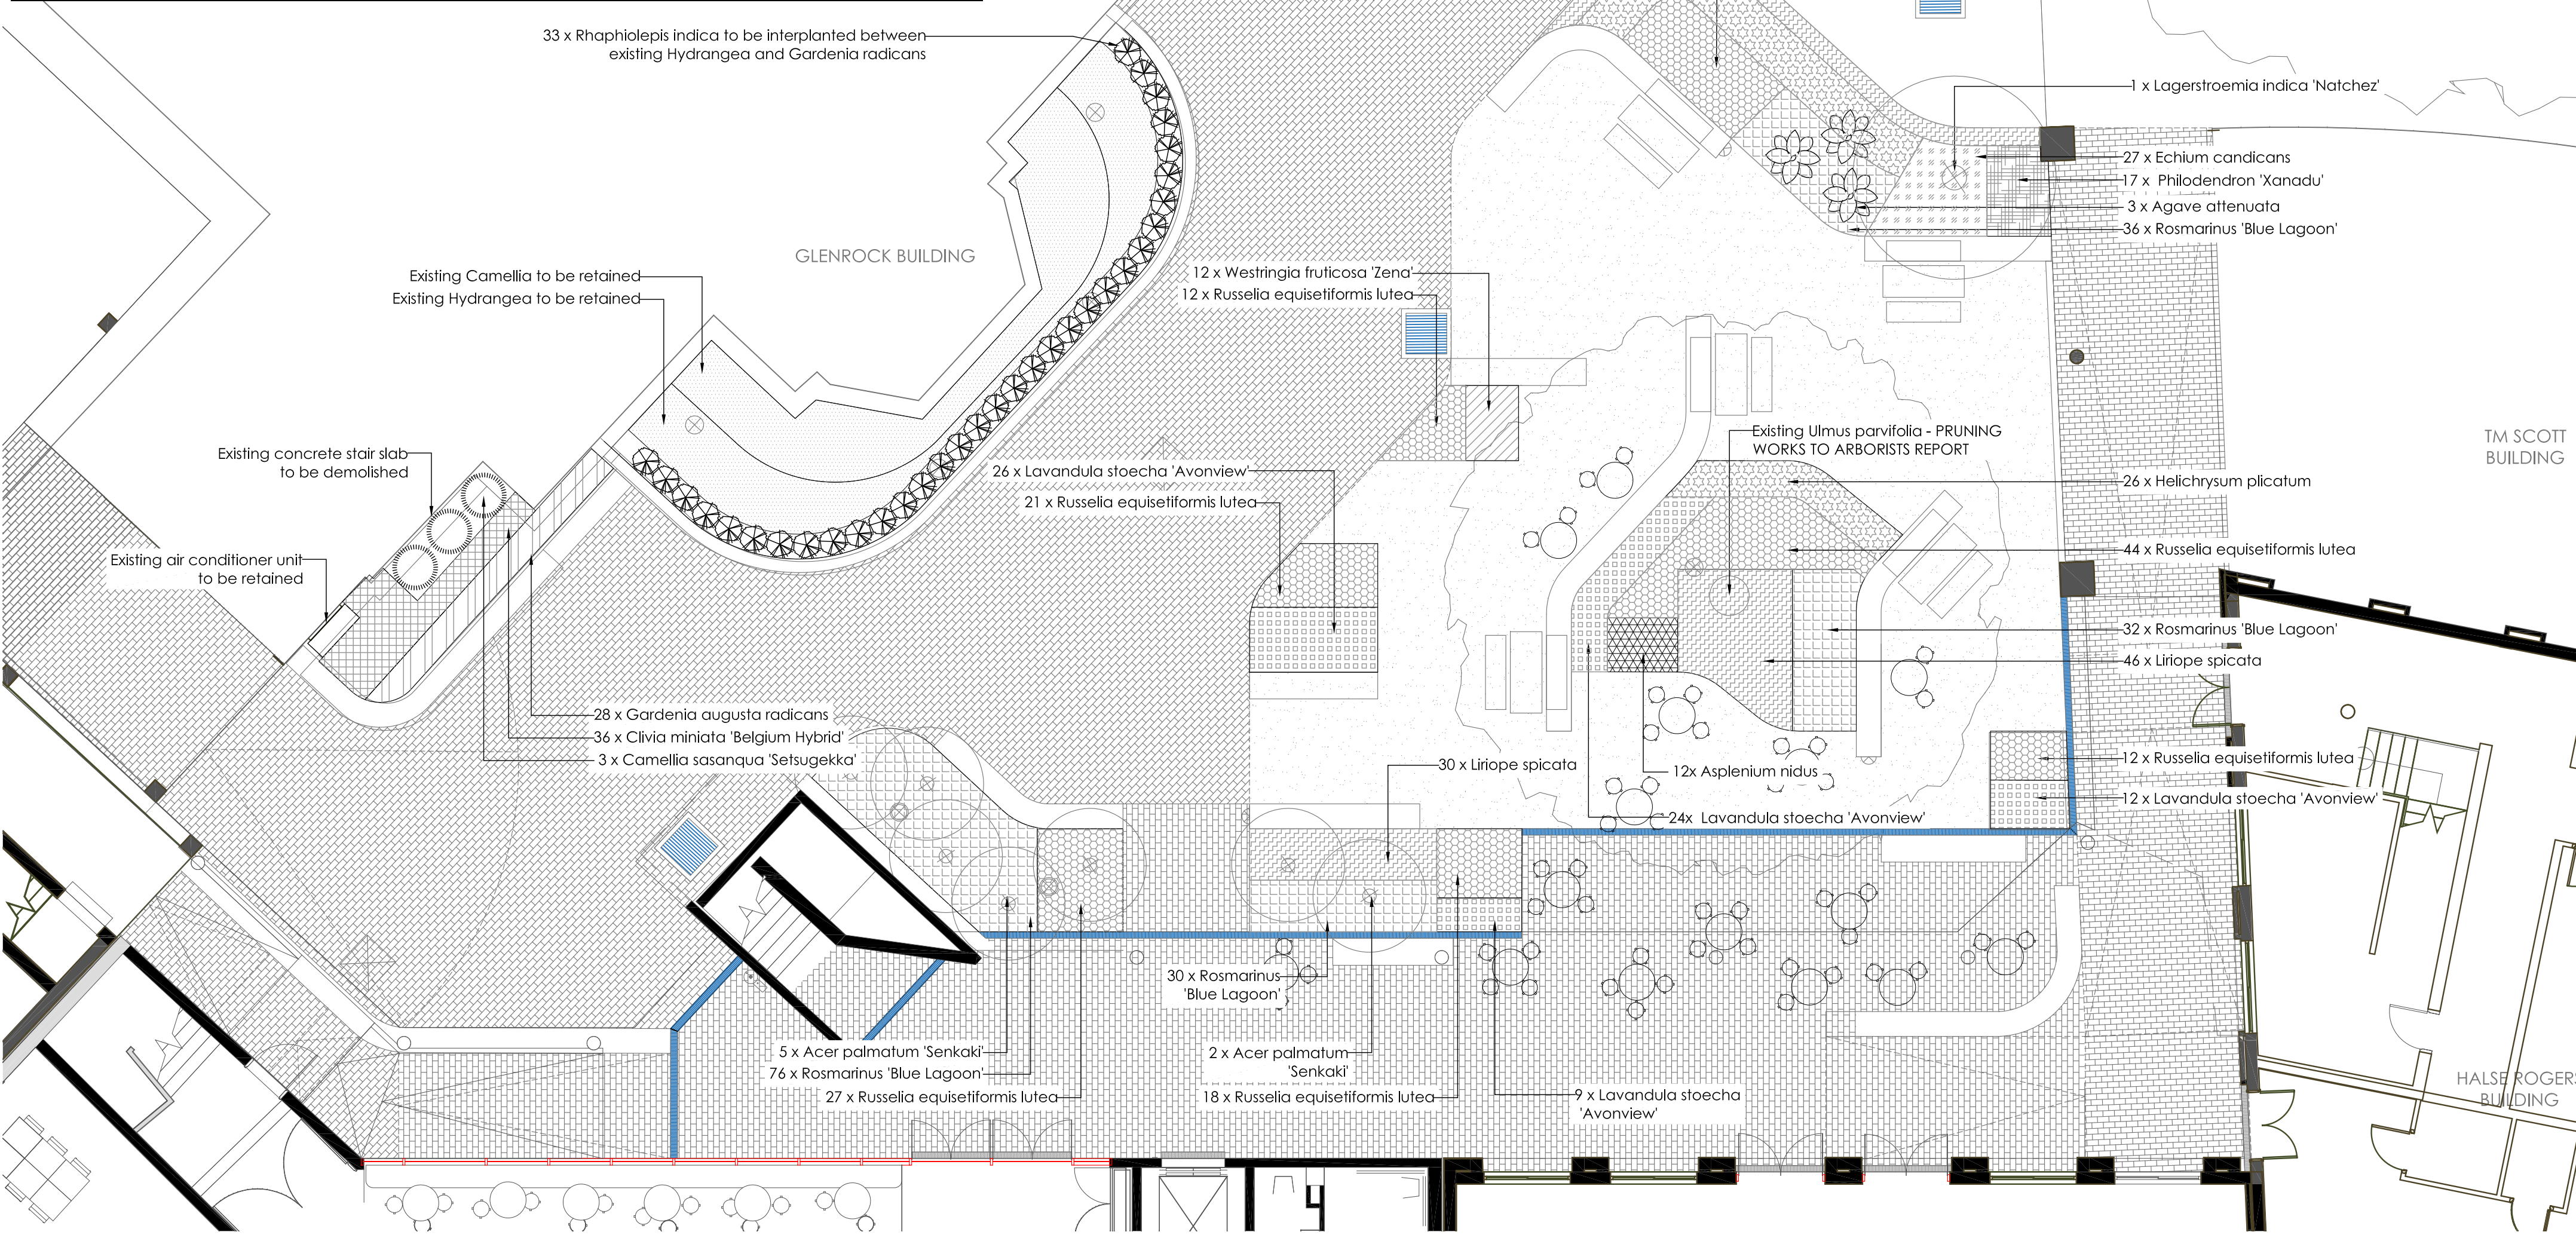 33 x Rhaphiolepis indica to be interplanted between
existing Hydrangea and Gardenia radicans
1 x Lagerstroemia indica 'Natchez'
27 x Echium candicans
17 x Philodendron 'Xanadu'
3 x Agave attenuata
36 x Rosmarinus 'Blue Lagoon'
GLENROCK BUILDING
Existing Camellia to be retained
Existing Hydrangea to be retained
12 x Westringia fruticosa 'Zena'
12 x Russelia equisetiformis lutea
Existing Ulmus parvifolia - PRUNING
WORKS TO ARBORISTS REPORT
TM SCOTT
BUILDING
Existing concrete stair slab
to be demolished
26 x Lavandula stoecha 'Avonview'
21 x Russelia equisetiformis lutea
26 x Helichrysum plicatum
44 x Russelia equisetiformis lutea
Existing air conditioner unit
to be retained
32 x Rosmarinus 'Blue Lagoon'
46 x Liriope spicata
28 x Gardenia augusta radicans
36 x Clivia miniata 'Belgium Hybrid'
3 x Camellia sasanqua 'Setsugekka'
30 x Liriope spicata
12x Asplenium nidus
24x Lavandula stoecha 'Avonview'
12 x Russelia equisetiformis lutea
12 x Lavandula stoecha 'Avonview'
30 x Rosmarinus
'Blue Lagoon'
5 x Acer palmatum 'Senkaki'
76 x Rosmarinus 'Blue Lagoon'
27 x Russelia equisetiformis lutea
2 x Acer palmatum
'Senkaki'
18 x Russelia equisetiformis lutea
9 x Lavandula stoecha
'Avonview'
HALSE ROGERS
BUILDING